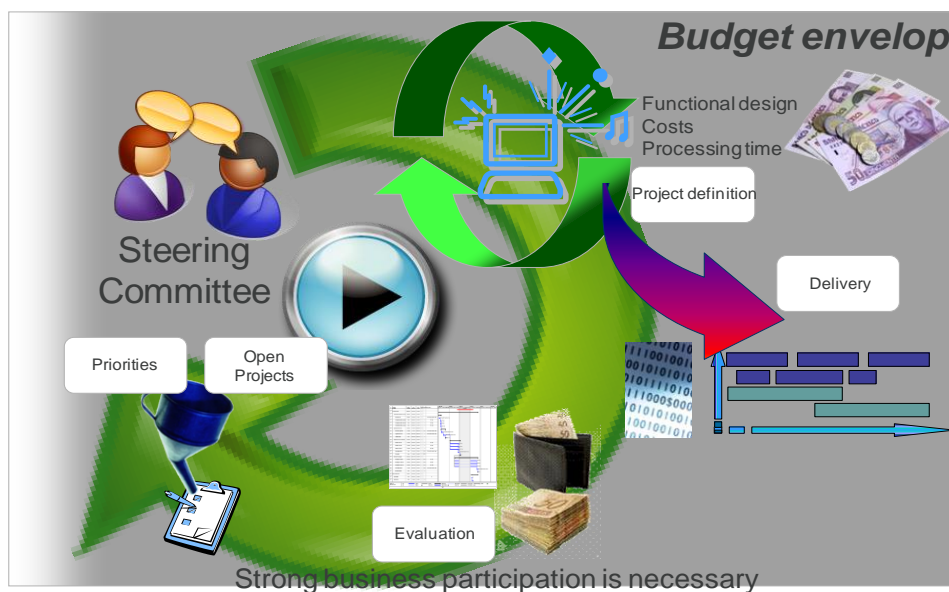 Budget envelop
Functional design
Costs
Processing time
Project definition
Steering
Committee
Delivery
Priorities
Open
Projects
Evaluation
Strong business participation is necessary